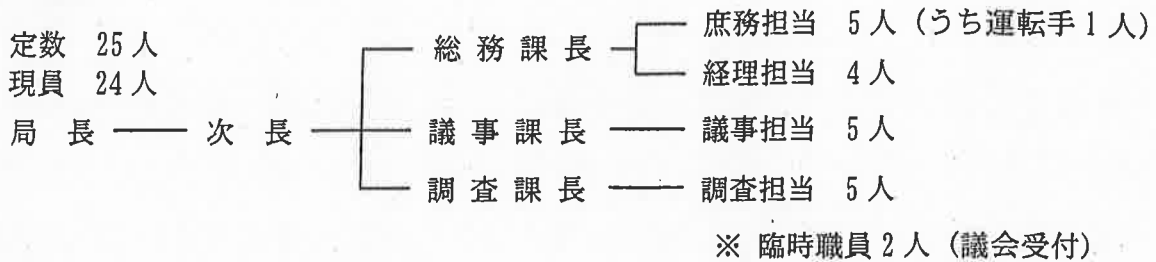 定数 25人
現員 24人
局長 次長
総務課長 庶務担当 5人（うち運転手1人）
経理担当 4人
議事課長 議事担当 5人
調査課長 調査担当 5人
※ 臨時職員2人（議会受付）